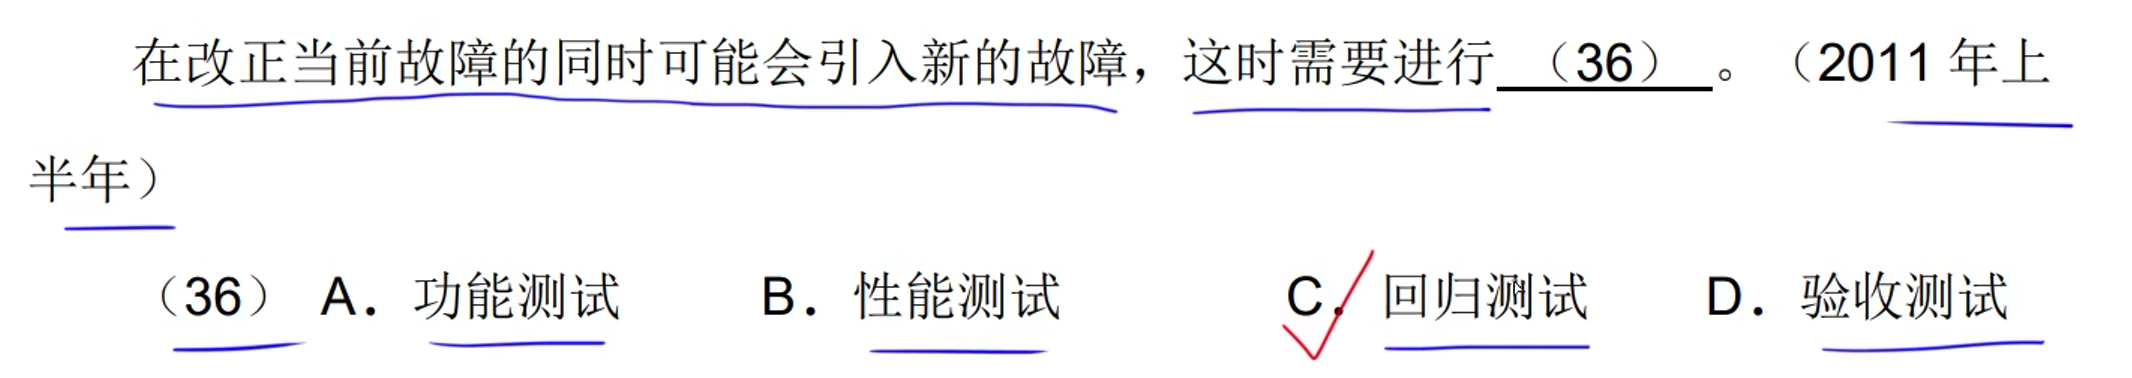 在改正当前故障的同时可能会引入新的故障，这时需要进行 （36） 。（2011 年上
半年）
（36） A．功能测试 B．性能测试 C．回归测试 D．验收测试